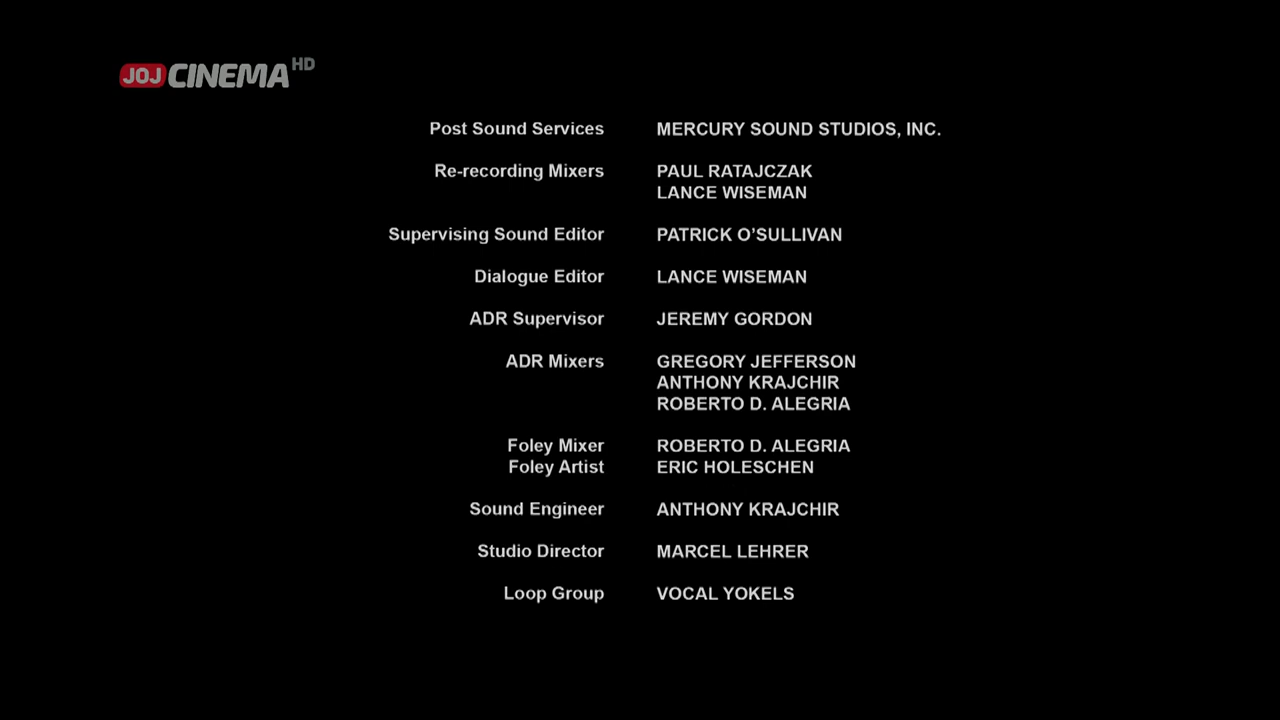 JOJ CINEMA HD
Post Sound Services MERCURY SOUND STUDIOS, INC.
Re-recording Mixers PAUL RATAJCZAK
LANCE WISEMAN
Supervising Sound Editor PATRICK O’SULLIVAN
Dialogue Editor LANCE WISEMAN
ADR Supervisor JEREMY GORDON
ADR Mixers GREGORY JEFFERSON
ANTHONY KRAJCHIR
ROBERTO D. ALEGRIA
Foley Mixer ROBERTO D. ALEGRIA
Foley Artist ERIC HOLESCHEN
Sound Engineer ANTHONY KRAJCHIR
Studio Director MARCEL LEHRER
Loop Group VOCAL YOKELS